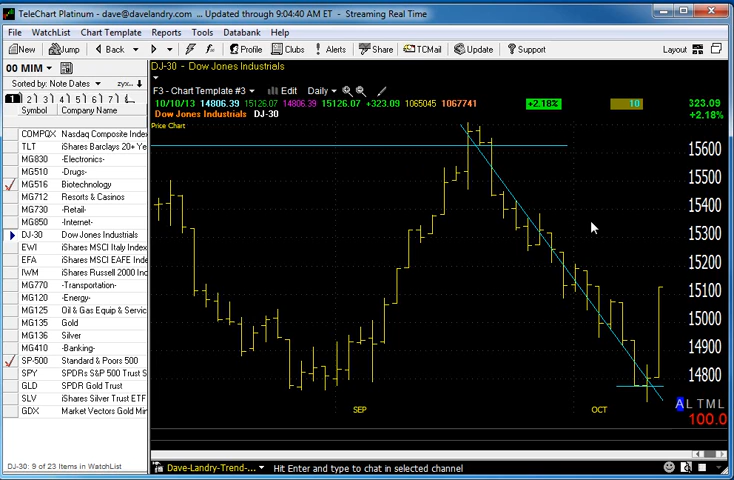 TeleChart Platinum - dave@davelandry.com ... Updated through 9:04:40 AM ET - Streaming Real Time
File WatchList Chart Template Reports Tools Databank Help
New Jump Back Profile Clubs Alerts Share TCMail Update Support Layout
00 MIM
Sorted by: Note Dates zyx...
1 2 3 4 5 6 7
Symbol Company Name
COMPQX Nasdaq Composite Index
TLT iShares Barclays 20+ Ye
MG830 -Electronics-
MG510 -Drugs-
MG516 Biotechnology
MG712 Resorts & Casinos
MG730 -Retail-
MG850 -Internet-
DJ-30 Dow Jones Industrials
EWI iShares MSCI Italy Index
EFA iShares MSCI EAFE Index
IWM iShares Russell 2000 Inc
MG770 -Transportation-
MG120 -Energy-
MG125 Oil & Gas Equip & Servic
MG135 Gold
MG136 Silver
MG410 -Banking-
SP-500 Standard & Poors 500
SPY SPDRs S&P 500 Trust S
GLD SPDR Gold Trust
SLV iShares Silver Trust ETF
GDX Market Vectors Gold Min
DJ-30: 9 of 23 Items in WatchList
DJ-30 - Dow Jones Industrials
F3 - Chart Template #3 Edit Daily
10/10/13 14806.39 15126.07 14806.39 15126.07 +323.09 1065045 1067741 +2.18% 10 323.09
+2.18%
Dow Jones Industrials DJ-30
Price Chart
15600
15500
15400
15300
15200
15100
15000
14900
14800
SEP OCT
A L T M L
100.0
Dave-Landry-Trend-... Hit Enter and type to chat in selected channel